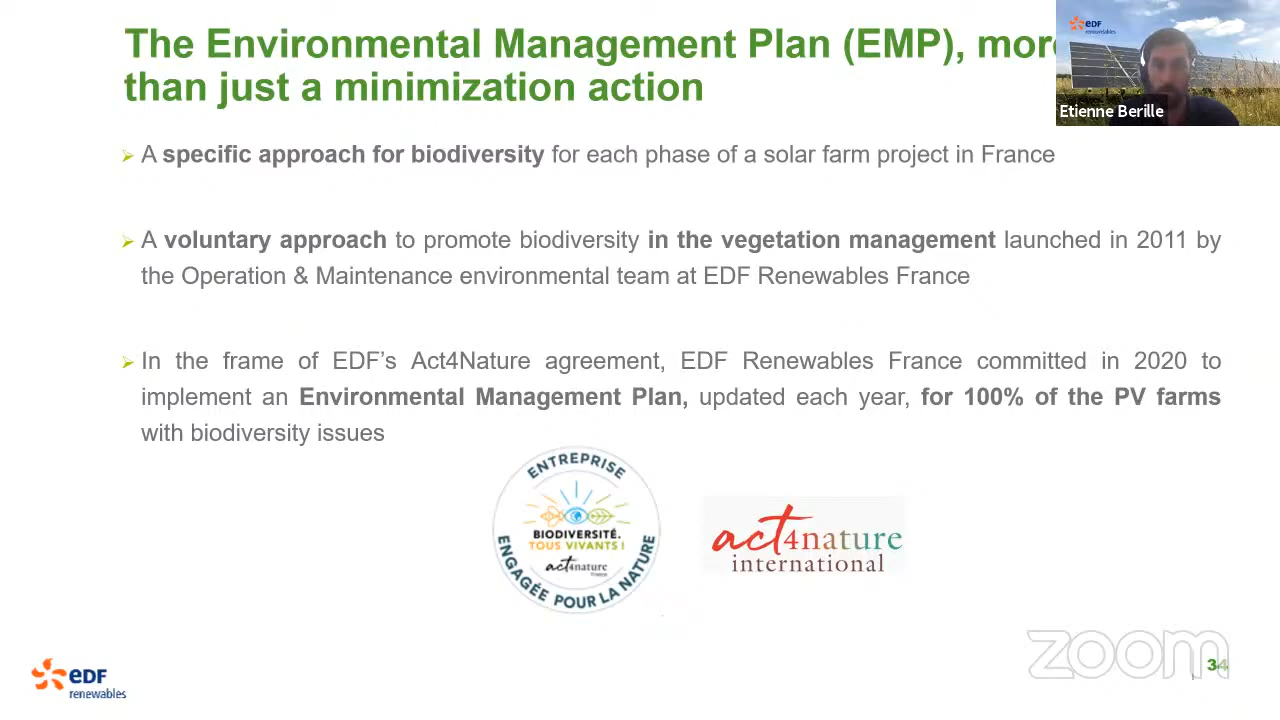 The Environmental Management Plan (EMP), more
than just a minimization action
EDF
renewables
Etienne Berille
A specific approach for biodiversity for each phase of a solar farm project in France
A voluntary approach to promote biodiversity in the vegetation management launched in 2011 by
the Operation & Maintenance environmental team at EDF Renewables France
In the frame of EDF's Act4Nature agreement, EDF Renewables France committed in 2020 to
implement an Environmental Management Plan, updated each year, for 100% of the PV farms
with biodiversity issues
ENTREPRISE
BIODIVERSITÉ.
TOUS VIVANTS !
act4nature
France
ENGAGÉE POUR LA NATURE
act4nature
international
EDF
renewables
zoom
34